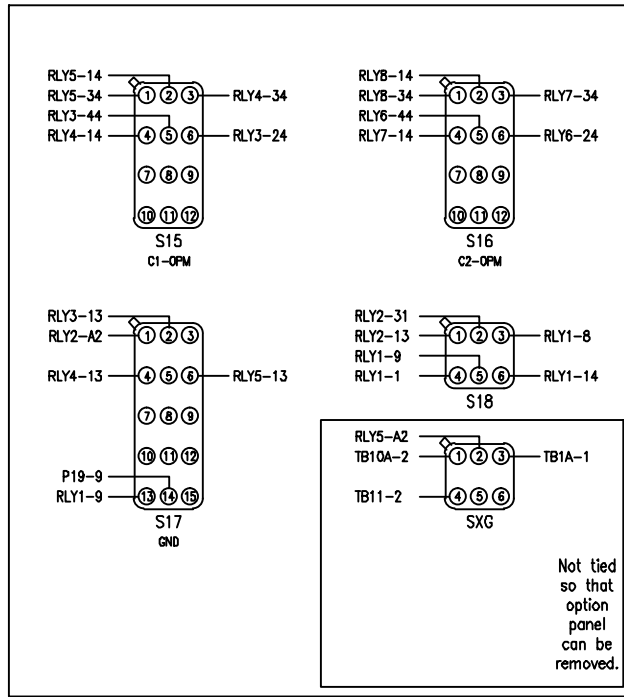 RLY5-14
RLY5-34 1 2 3 RLY4-34
RLY3-44
RLY4-14 4 5 6 RLY3-24
7 8 9
10 11 12
S15
C1-OPM
RLY8-14
RLY8-34 1 2 3 RLY7-34
RLY6-44
RLY7-14 4 5 6 RLY6-24
7 8 9
10 11 12
S16
C2-OPM
RLY3-13
RLY2-A2 1 2 3
RLY4-13 4 5 6 RLY5-13
7 8 9
10 11 12
P19-9
RLY1-9 13 14 15
S17
GND
RLY2-31
RLY2-13 1 2 3 RLY1-8
RLY1-9
RLY1-1 4 5 6 RLY1-14
S18
RLY5-A2
TB10A-2 1 2 3 TB1A-1
TB11-2 4 5 6
SXG
Not tied
so that
option
panel
can be
removed.